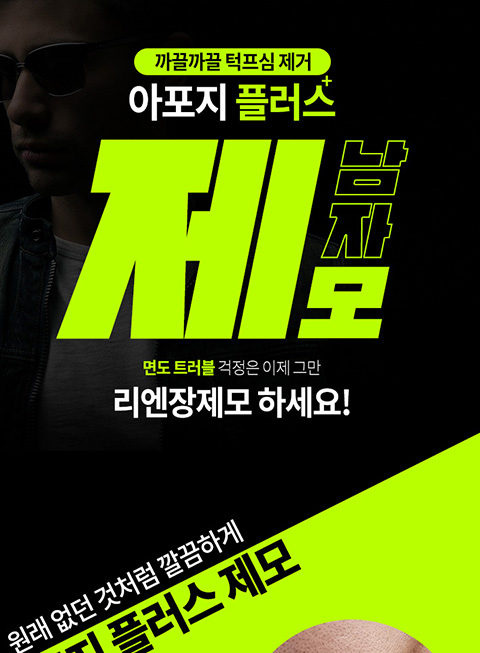 까끌까끌 턱프심 제거
아포지 플러스+
남자
제모
면도 트러블 걱정은 이제 그만
리엔장제모 하세요!
원래 없던 것처럼 깔끔하게
지 플러스 제모